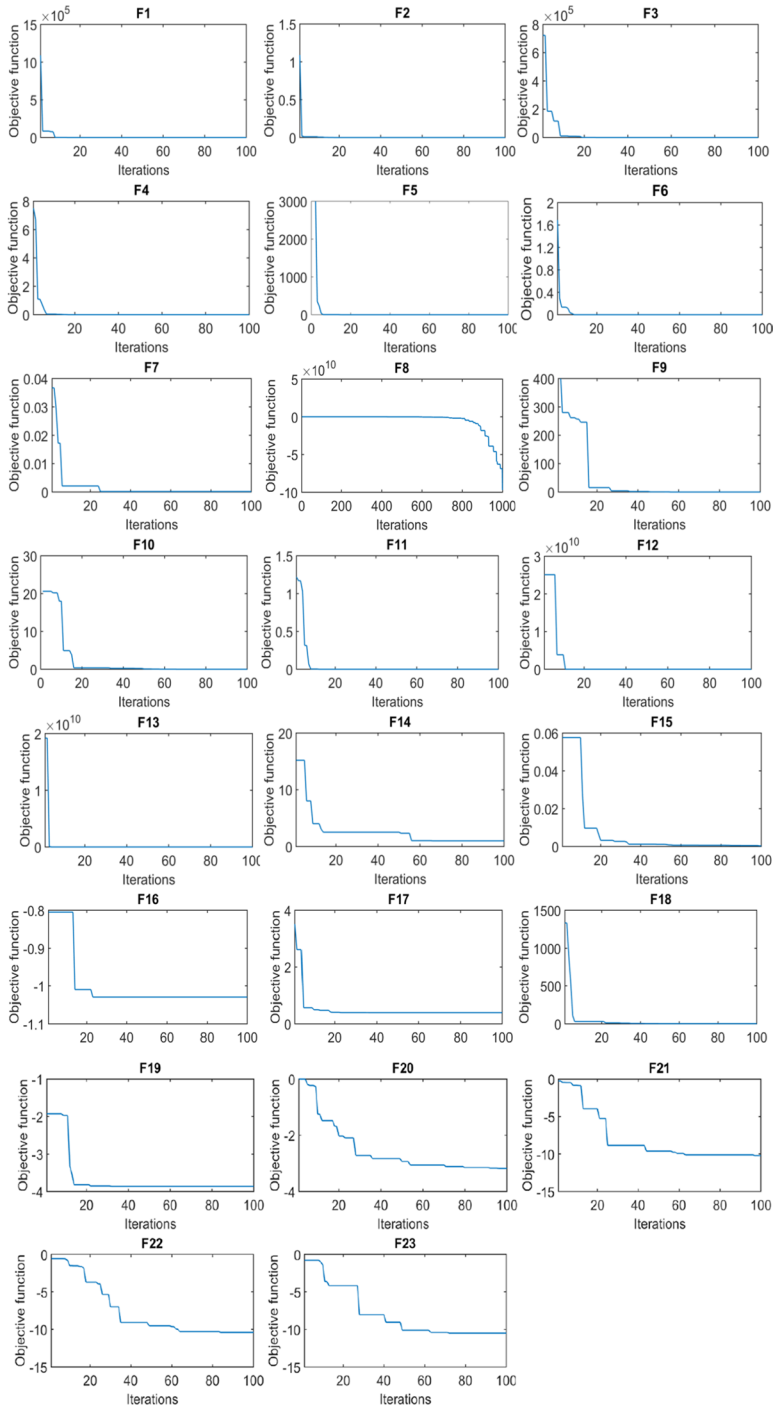 F1
×10⁵
15
10
5
0
Objective function
20 40 60 80 100
Iterations
F2
1.5
1
0.5
0
Objective function
20 40 60 80 100
Iterations
F3
×10⁵
8
6
4
2
0
Objective function
20 40 60 80 100
Iterations
F4
8
6
4
2
0
Objective function
20 40 60 80 100
Iterations
F5
3000
2000
1000
0
Objective function
0 20 40 60 80 100
Iterations
F6
2
1.6
1.2
0.8
0.4
0
Objective function
20 40 60 80 100
Iterations
F7
0.04
0.03
0.02
0.01
0
Objective function
20 40 60 80 100
Iterations
F8
×10¹⁰
5
0
-5
-10
Objective function
0 200 400 600 800 1000
Iterations
F9
400
300
200
100
0
Objective function
20 40 60 80 100
Iterations
F10
30
20
10
0
Objective function
0 20 40 60 80 100
Iterations
F11
1.5
1
0.5
0
Objective function
20 40 60 80 100
Iterations
F12
×10¹⁰
3
2
1
0
Objective function
20 40 60 80 100
Iterations
F13
×10¹⁰
2
1
0
Objective function
20 40 60 80 100
Iterations
F14
20
10
0
Objective function
20 40 60 80 100
Iterations
F15
0.06
0.04
0.02
0
Objective function
20 40 60 80 100
Iterations
F16
-0.8
-0.9
-1
-1.1
Objective function
20 40 60 80 100
Iterations
F17
4
2
0
Objective function
20 40 60 80 100
Iterations
F18
1500
1000
500
0
Objective function
20 40 60 80 100
Iterations
F19
-1
-2
-3
-4
Objective function
20 40 60 80 100
Iterations
F20
0
-2
-4
Objective function
20 40 60 80 100
Iterations
F21
0
-5
-10
-15
Objective function
20 40 60 80 100
Iterations
F22
0
-5
-10
-15
Objective function
20 40 60 80 100
Iterations
F23
0
-5
-10
-15
Objective function
20 40 60 80 100
Iterations